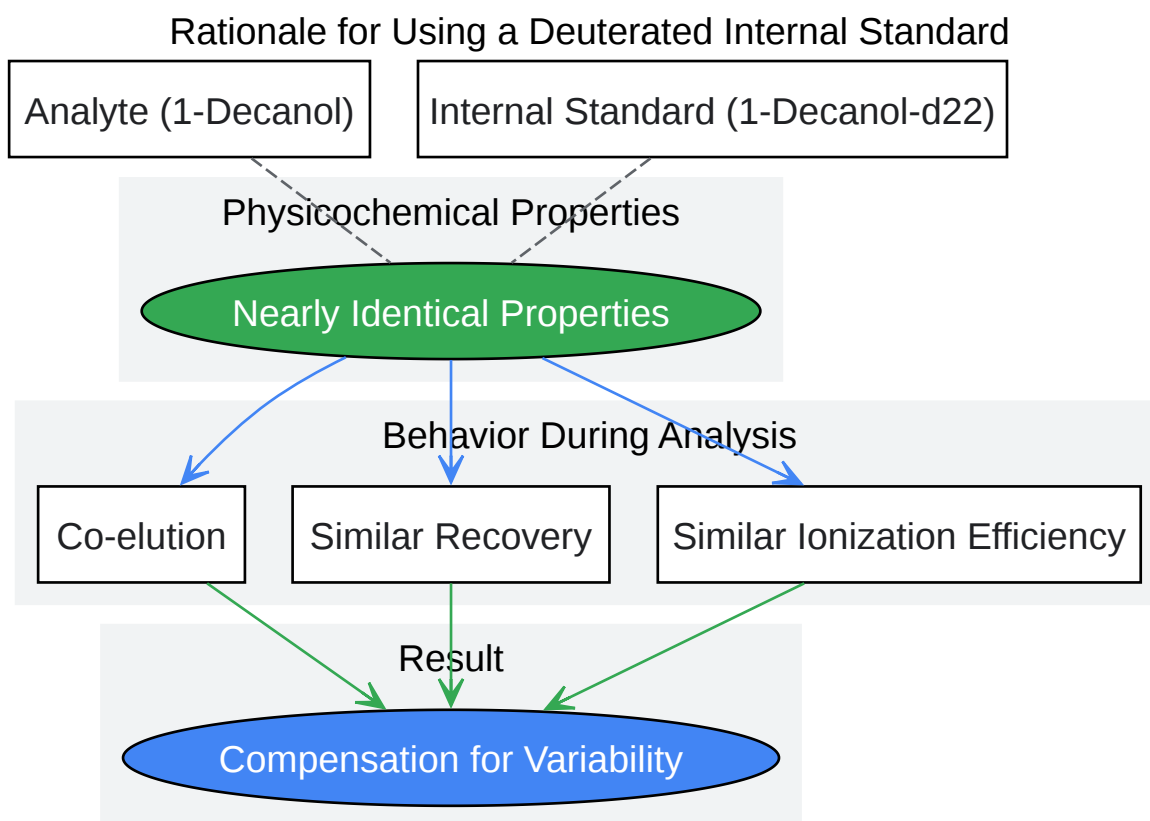 Rationale for Using a Deuterated Internal Standard
Analyte (1-Decanol)
Internal Standard (1-Decanol-d22)
Physicochemical Properties
Nearly Identical Properties
Behavior During Analysis
Co-elution
Similar Recovery
Similar Ionization Efficiency
Result
Compensation for Variability